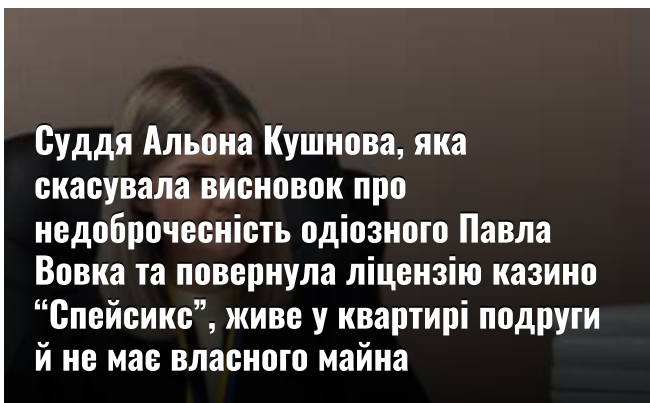 Суддя Альона Кушнова, яка
скасувала висновок про
недоброчесність одіозного Павла
Вовка та повернула ліцензію казино
“Спейсикс”, живе у квартирі подруги
й не має власного майна